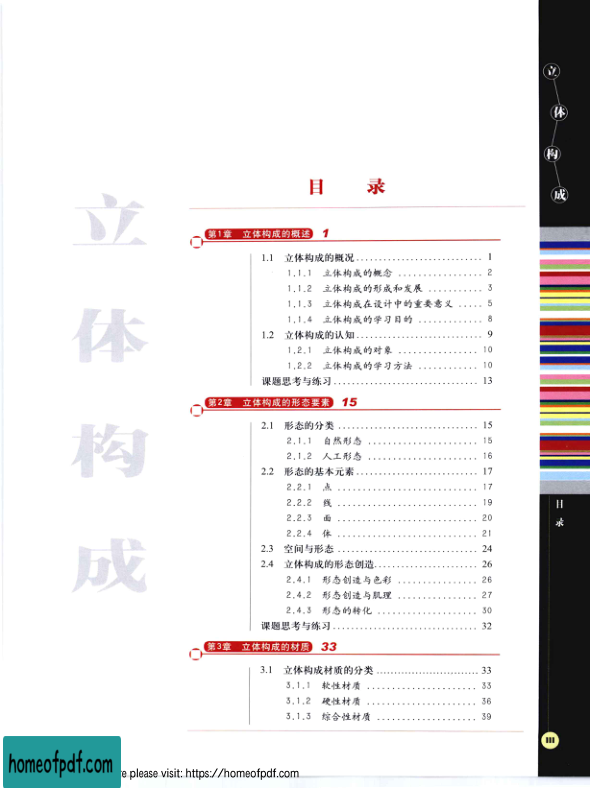 目 录
立
体
构
成
第1章 立体构成的概述 1
1.1 立体构成的概况 1
1.1.1 立体构成的概念 2
1.1.2 立体构成的形成和发展 3
1.1.3 立体构成在设计中的重要意义 5
1.1.4 立体构成的学习目的 8
1.2 立体构成的认知 9
1.2.1 立体构成的对象 10
1.2.2 立体构成的学习方法 10
课题思考与练习 13
第2章 立体构成的形态要素 15
2.1 形态的分类 15
2.1.1 自然形态 15
2.1.2 人工形态 16
2.2 形态的基本元素 17
2.2.1 点 17
2.2.2 线 19
2.2.3 面 20
2.2.4 体 21
2.3 空间与形态 24
2.4 立体构成的形态创造 26
2.4.1 形态创造与色彩 26
2.4.2 形态创造与肌理 27
2.4.3 形态的转化 30
课题思考与练习 32
第3章 立体构成的材质 33
3.1 立体构成材质的分类 33
3.1.1 软性材质 33
3.1.2 硬性材质 36
3.1.3 综合性材质 39
立
体
构
成
目
录
III
homeofpdf.com
re please visit: https://homeofpdf.com